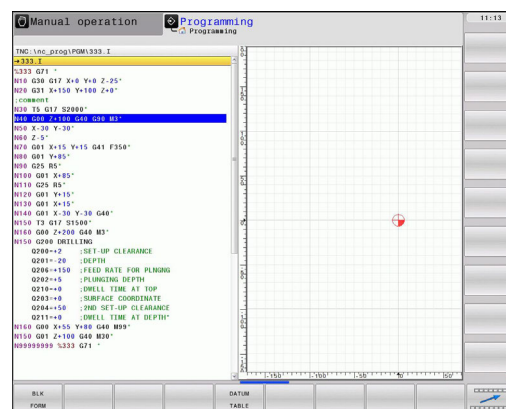 Manual operation
Programming
Programming
11:13
TNC:\nc_prog\PGM\333.I
→333.I
%333 G71 *
N10 G30 G17 X+0 Y+0 Z-25*
N20 G31 X+150 Y+100 Z+0*
;comment
N30 T5 G17 S2000*
N40 G00 Z+100 G40 G90 M3*
N50 X-30 Y-30*
N60 Z-5*
N70 G01 X+15 Y+15 G41 F350*
N80 G01 Y+85*
N90 G25 R5*
N100 G01 X+85*
N110 G25 R5*
N120 G01 Y+15*
N130 G01 X+15*
N140 G01 X-30 Y-30 G40*
N150 T3 G17 S1500*
N160 G00 Z+200 G40 M3*
N150 G200 DRILLING
Q200=+2 ;SET-UP CLEARANCE
Q201=-20 ;DEPTH
Q206=+150 ;FEED RATE FOR PLNGNG
Q202=+5 ;PLUNGING DEPTH
Q210=+0 ;DWELL TIME AT TOP
Q203=+0 ;SURFACE COORDINATE
Q204=+50 ;2ND SET-UP CLEARANCE
Q211=+0 ;DWELL TIME AT DEPTH*
N160 G00 X+55 Y+80 G40 M99*
N150 G01 Z+100 G40 M30*
N99999999 %333 G71 *
-150
-100
-50
0
50
BLK
FORM
DATUM
TABLE